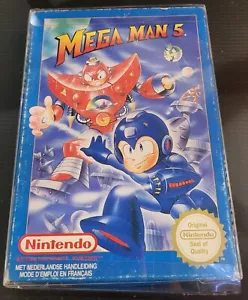 MEGA MAN 5
Original
Nintendo
Seal of
Quality
Nintendo
MET NEDERLANDSE HANDLEIDING
MODE D'EMPLOI EN FRANÇAIS